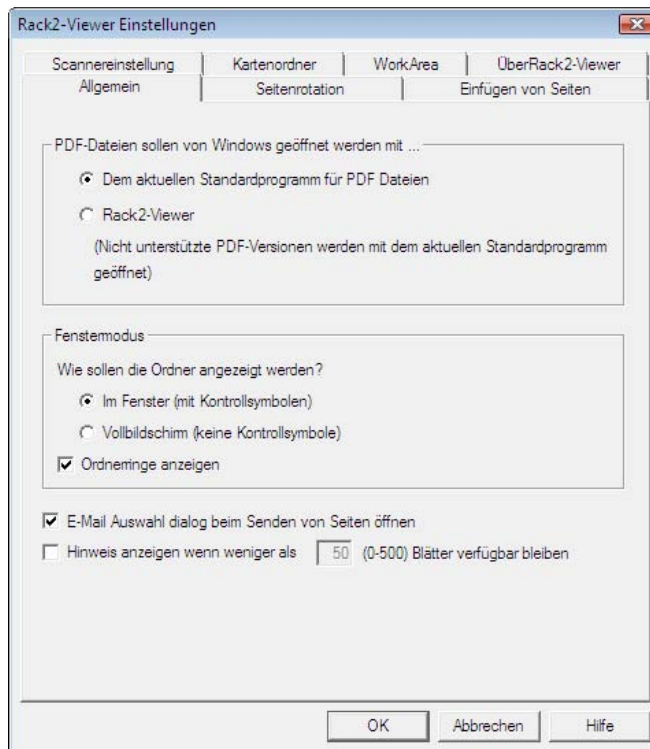 Rack2-Viewer Einstellungen
Scannereinstellung Kartenordner WorkArea ÜberRack2-Viewer
Allgemein Seitenrotation Einfügen von Seiten
PDF-Dateien sollen von Windows geöffnet werden mit ...
Dem aktuellen Standardprogramm für PDF Dateien
Rack2-Viewer
(Nicht unterstützte PDF-Versionen werden mit dem aktuellen Standardprogramm
geöffnet)
Fenstermodus
Wie sollen die Ordner angezeigt werden?
Im Fenster (mit Kontrollsymbolen)
Vollbildschirm (keine Kontrollsymbole)
Ordnerringe anzeigen
E-Mail Auswahl dialog beim Senden von Seiten öffnen
Hinweis anzeigen wenn weniger als 50 (0-500) Blätter verfügbar bleiben
OK Abbrechen Hilfe